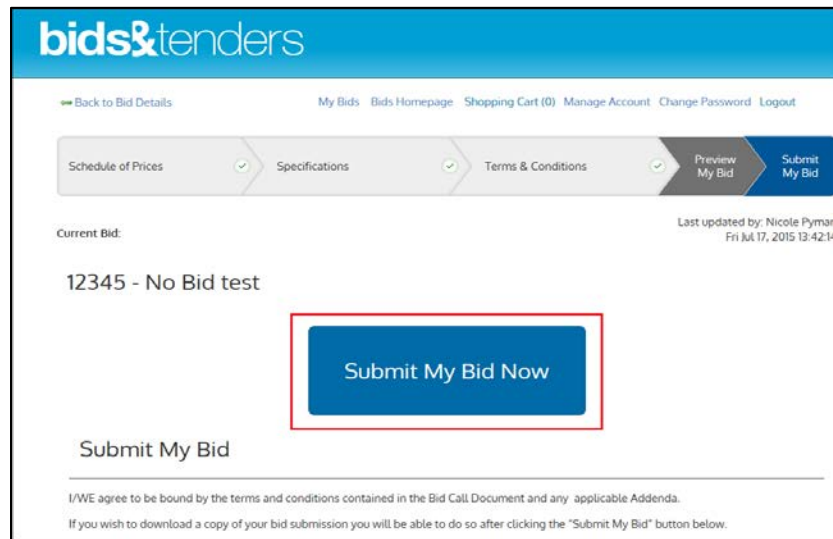 bids&tenders
Back to Bid Details My Bids Bids Homepage Shopping Cart (0) Manage Account Change Password Logout
Schedule of Prices Specifications Terms & Conditions Preview My Bid Submit My Bid
Last updated by: Nicole Pyman
Current Bid: Fri Jul 17, 2015 13:42:14
12345 - No Bid test
Submit My Bid Now
Submit My Bid
I/WE agree to be bound by the terms and conditions contained in the Bid Call Document and any applicable Addenda.
If you wish to download a copy of your bid submission you will be able to do so after clicking the "Submit My Bid" button below.